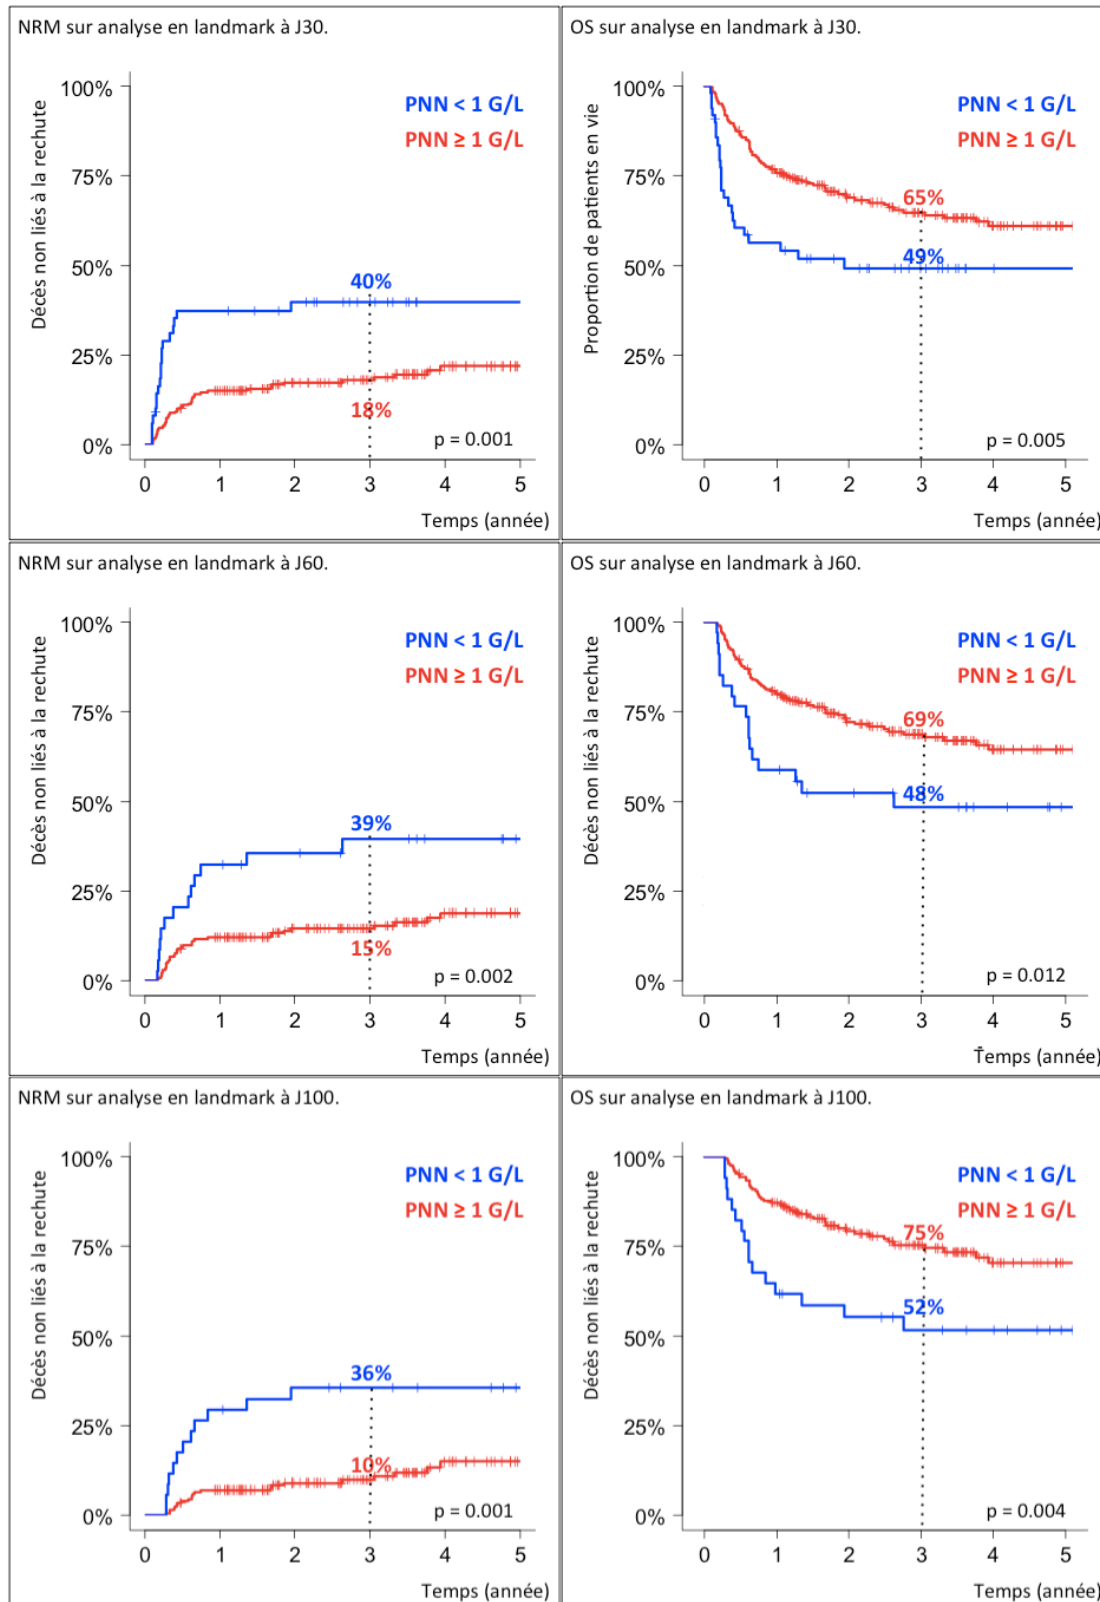 NRM sur analyse en landmark à J30.
Décès non liés à la rechute
100%
75%
50%
25%
0%
PNN < 1 G/L
PNN ≥ 1 G/L
40%
18%
p = 0.001
0 1 2 3 4 5
Temps (année)
OS sur analyse en landmark à J30.
Proportion de patients en vie
100%
75%
50%
25%
0%
PNN < 1 G/L
PNN ≥ 1 G/L
65%
49%
p = 0.005
0 1 2 3 4 5
Temps (année)
NRM sur analyse en landmark à J60.
Décès non liés à la rechute
100%
75%
50%
25%
0%
PNN < 1 G/L
PNN ≥ 1 G/L
39%
15%
p = 0.002
0 1 2 3 4 5
Temps (année)
OS sur analyse en landmark à J60.
Décès non liés à la rechute
100%
75%
50%
25%
0%
PNN < 1 G/L
PNN ≥ 1 G/L
69%
48%
p = 0.012
0 1 2 3 4 5
Temps (année)
NRM sur analyse en landmark à J100.
Décès non liés à la rechute
100%
75%
50%
25%
0%
PNN < 1 G/L
PNN ≥ 1 G/L
36%
10%
p = 0.001
0 1 2 3 4 5
Temps (année)
OS sur analyse en landmark à J100.
Décès non liés à la rechute
100%
75%
50%
25%
0%
PNN < 1 G/L
PNN ≥ 1 G/L
75%
52%
p = 0.004
0 1 2 3 4 5
Temps (année)